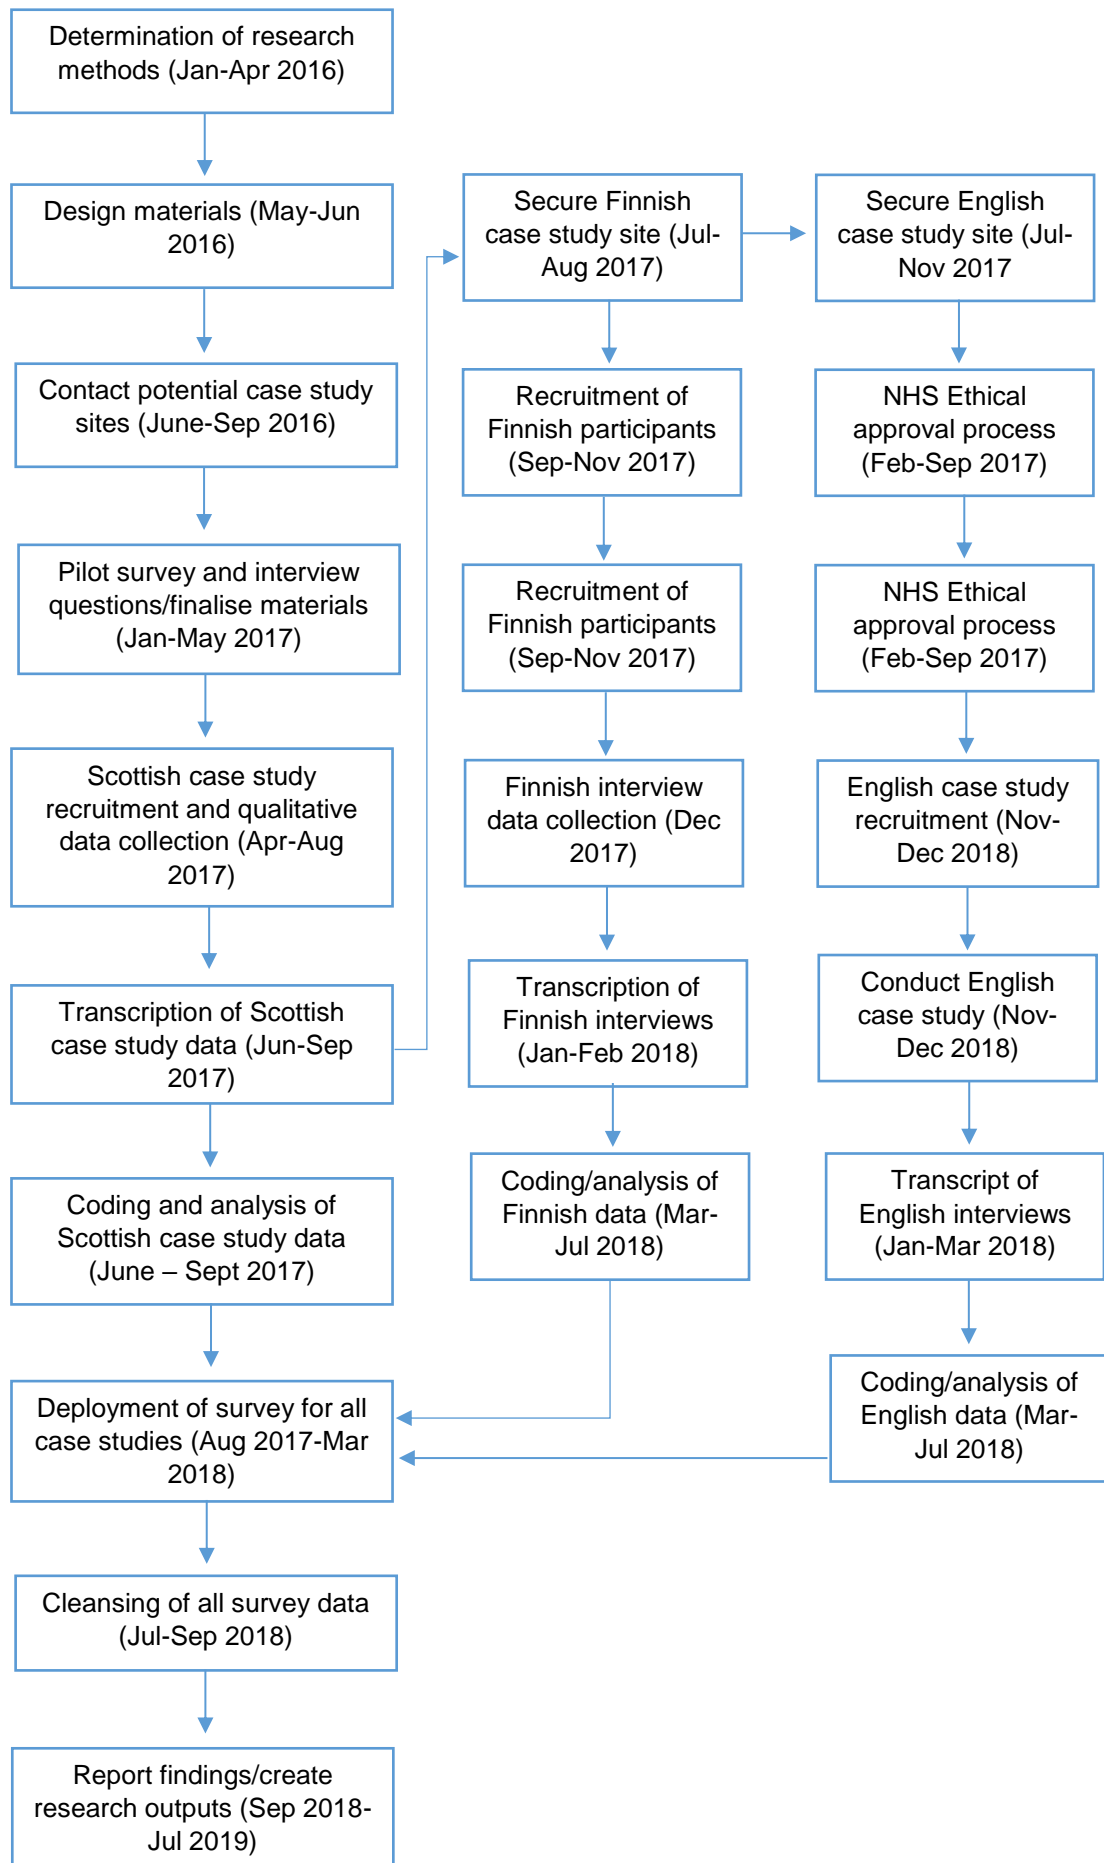 Determination of research
methods (Jan-Apr 2016)
Design materials (May-Jun
2016)
Contact potential case study
sites (June-Sep 2016)
Pilot survey and interview
questions/finalise materials
(Jan-May 2017)
Scottish case study
recruitment and qualitative
data collection (Apr-Aug
2017)
Transcription of Scottish
case study data (Jun-Sep
2017)
Coding and analysis of
Scottish case study data
(June – Sept 2017)
Deployment of survey for all
case studies (Aug 2017-Mar
2018)
Cleansing of all survey data
(Jul-Sep 2018)
Report findings/create
research outputs (Sep 2018-
Jul 2019)
Secure Finnish
case study site (Jul-
Aug 2017)
Recruitment of
Finnish participants
(Sep-Nov 2017)
Recruitment of
Finnish participants
(Sep-Nov 2017)
Finnish interview
data collection (Dec
2017)
Transcription of
Finnish interviews
(Jan-Feb 2018)
Coding/analysis of
Finnish data (Mar-
Jul 2018)
Secure English
case study site (Jul-
Nov 2017
NHS Ethical
approval process
(Feb-Sep 2017)
NHS Ethical
approval process
(Feb-Sep 2017)
English case study
recruitment (Nov-
Dec 2018)
Conduct English
case study (Nov-
Dec 2018)
Transcript of
English interviews
(Jan-Mar 2018)
Coding/analysis of
English data (Mar-
Jul 2018)